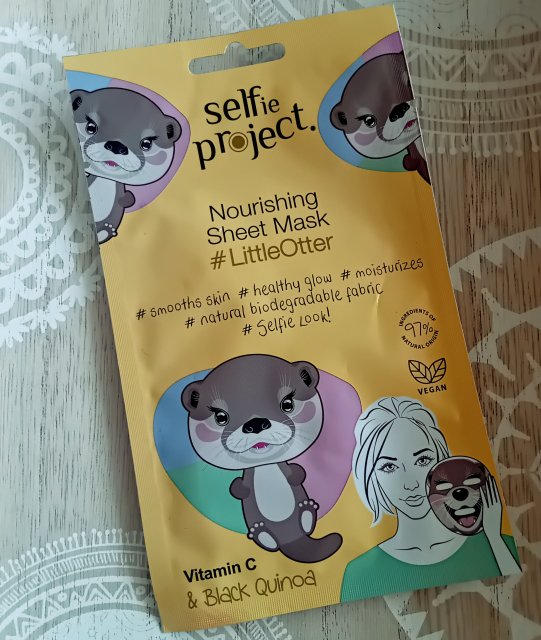 selfie
project.
Nourishing
Sheet Mask
#LittleOtter
# smooths skin # healthy glow # moisturizes
# natural biodegradable fabric
# Selfie Look!
INGREDIENTS OF
97%
NATURAL ORIGIN
VEGAN
Vitamin C
& Black Quinoa